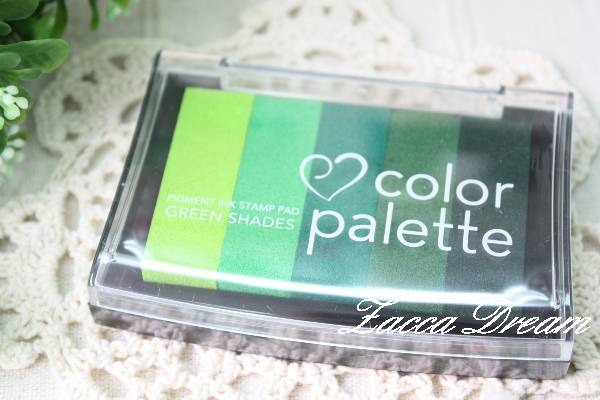 color
palette
PIGMENT INK STAMP PAD
GREEN SHADES
Zacca Dream